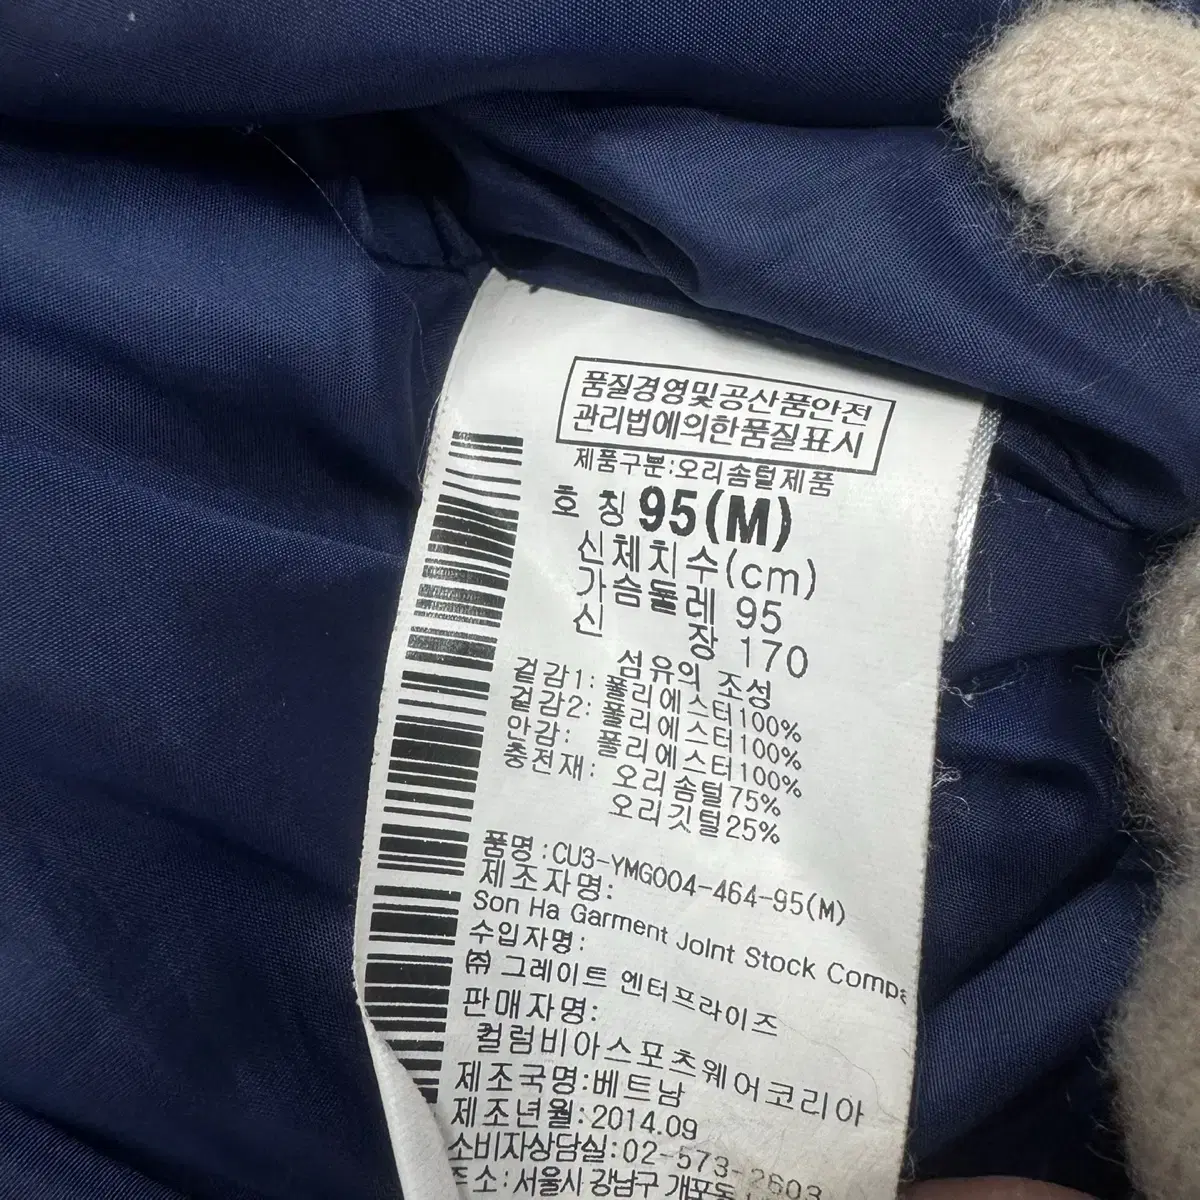 품질경영및공산품안전
관리법에의한품질표시
제품구분:오리솜털제품
호 칭 95(M)
신체치수(cm)
가슴둘레 95
신 장 170
섬유의 조성
겉감1: 폴리에스터100%
겉감2: 폴리에스터100%
안감: 폴리에스터100%
충전재: 오리솜털75%
오리깃털25%
품명:CU3-YMG004-464-95(M)
제조자명:
Son Ha Garment Joint Stock
수입자명:
㈜ 그레이트 엔터프라이즈
판매자명:
컬럼비아스포츠웨어코리아
제조국명:베트남
제조년월:2014.09
소비자상담실:02-573-2603
주소:서울시 강남구 개포동